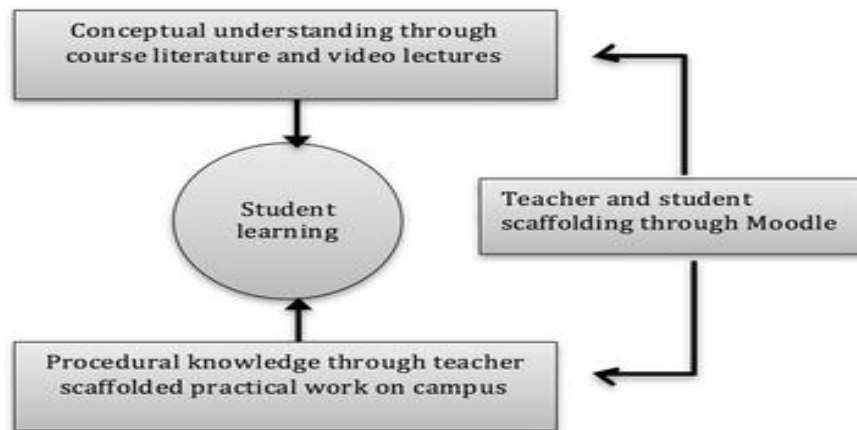 Conceptual understanding through
course literature and video lectures
Student
learning
Teacher and student
scaffolding through Moodle
Procedural knowledge through teacher
scaffolded practical work on campus